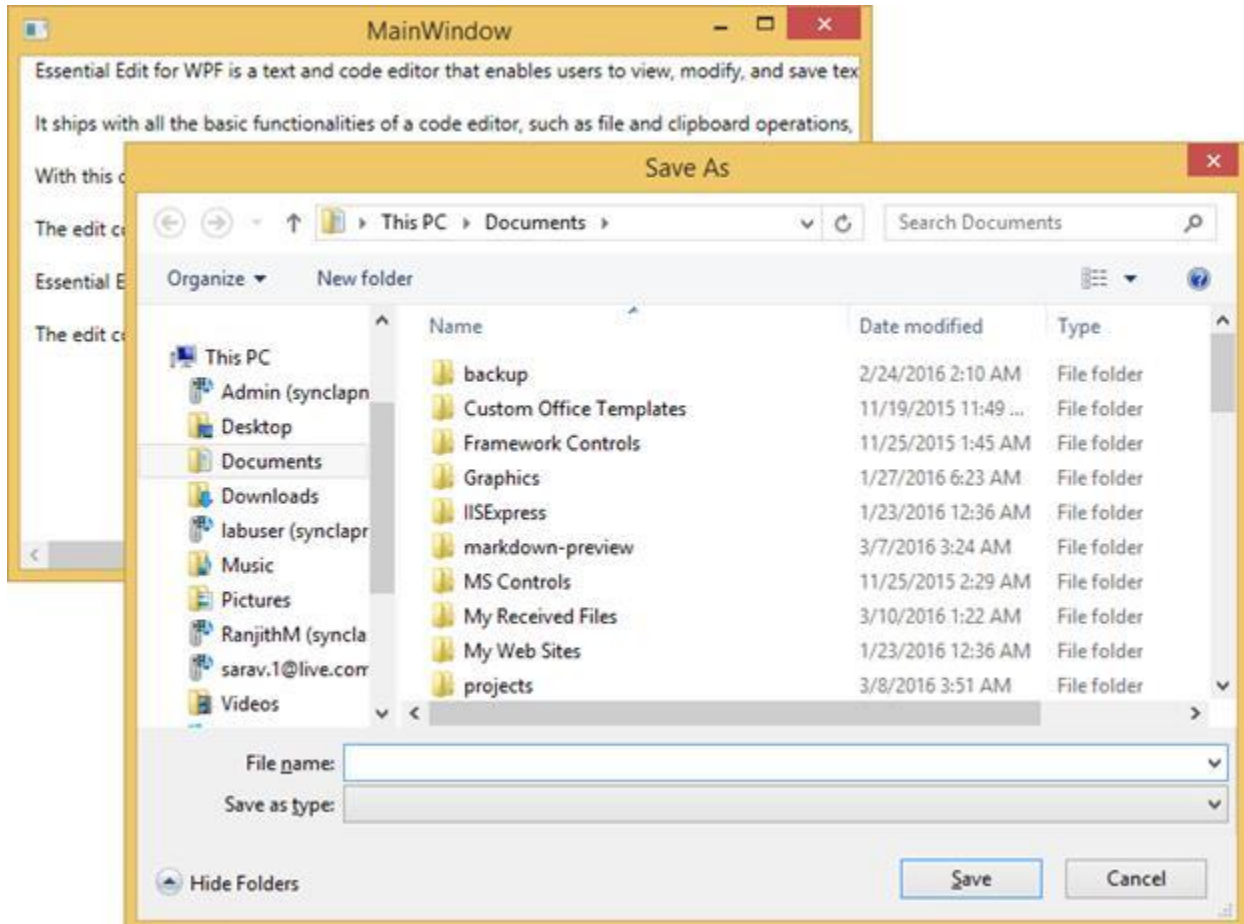 MainWindow
Essential Edit for WPF is a text and code editor that enables users to view, modify, and save tex
It ships with all the basic functionalities of a code editor, such as file and clipboard operations,
With this c
The edit co
Essential E
The edit co
Save As
This PC Documents
Search Documents
Organize New folder
Name Date modified Type
This PC
Admin (synclapn
Desktop
Documents
Downloads
labuser (synclapr
Music
Pictures
RanjithM (syncla
sarav.1@live.com
Videos
backup 2/24/2016 2:10 AM File folder
Custom Office Templates 11/19/2015 11:49 ... File folder
Framework Controls 11/25/2015 1:45 AM File folder
Graphics 1/27/2016 6:23 AM File folder
IISExpress 1/23/2016 12:36 AM File folder
markdown-preview 3/7/2016 3:24 AM File folder
MS Controls 11/25/2015 2:29 AM File folder
My Received Files 3/10/2016 1:22 AM File folder
My Web Sites 1/23/2016 12:36 AM File folder
projects 3/8/2016 3:51 AM File folder
File name:
Save as type:
Hide Folders
Save Cancel